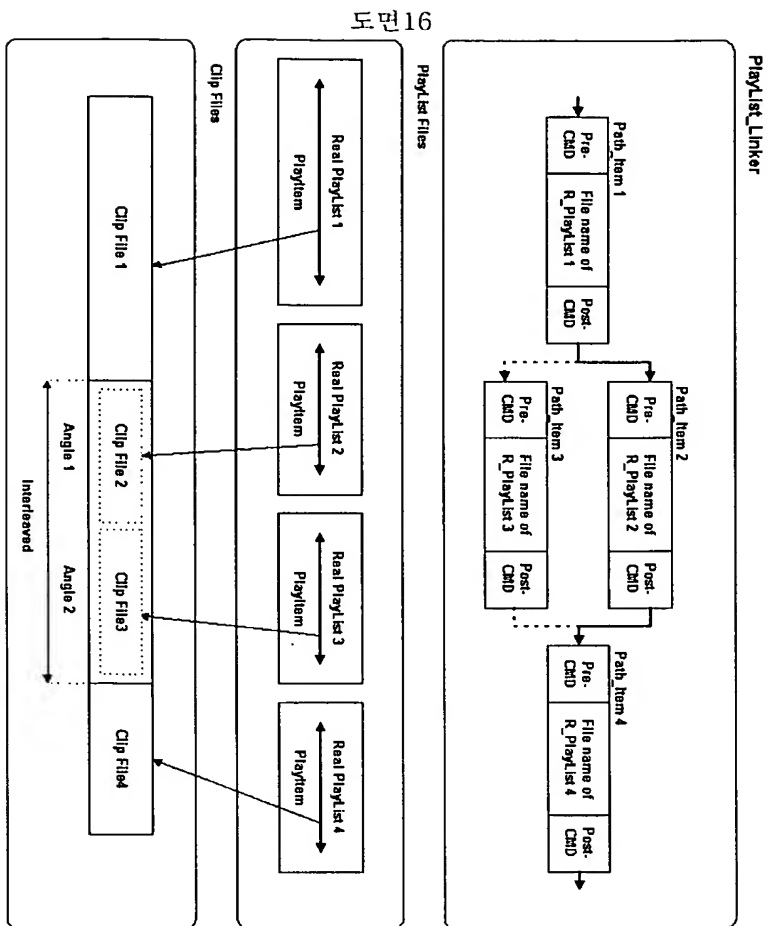 도면16
PlayList_Linker
Path_Item 1
Pre-
CMD
File name of
R_PlayList 1
Post-
CMD
Path_Item 2
Pre-
CMD
File name of
R_PlayList 2
Post-
CMD
Path_Item 3
Pre-
CMD
File name of
R_PlayList 3
Post-
CMD
Path_Item 4
Pre-
CMD
File name of
R_PlayList 4
Post-
CMD
PlayList Files
Real PlayList 1
PlayItem
Real PlayList 2
PlayItem
Real PlayList 3
PlayItem
Real PlayList 4
PlayItem
Clip Files
Clip File 1
Clip File 2
Clip File3
Clip File4
Angle 1
Angle 2
Interleaved